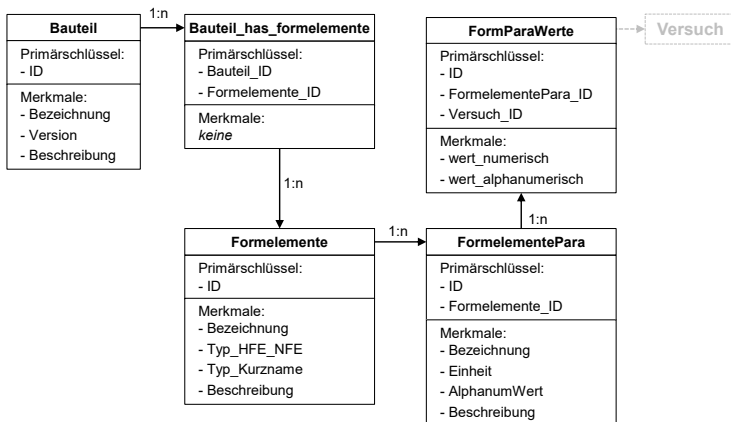 Bauteil
Primärschlüssel:
- ID
Merkmale:
- Bezeichnung
- Version
- Beschreibung
1:n
Bauteil_has_formelemente
Primärschlüssel:
- Bauteil_ID
- Formelemente_ID
Merkmale:
keine
1:n
Formelemente
Primärschlüssel:
- ID
Merkmale:
- Bezeichnung
- Typ_HFE_NFE
- Typ_Kurzname
- Beschreibung
1:n
FormelementePara
Primärschlüssel:
- ID
- Formelemente_ID
Merkmale:
- Bezeichnung
- Einheit
- AlphanumWert
- Beschreibung
1:n
FormParaWerte
Primärschlüssel:
- ID
- FormelementePara_ID
- Versuch_ID
Merkmale:
- wert_numerisch
- wert_alphanumerisch
Versuch